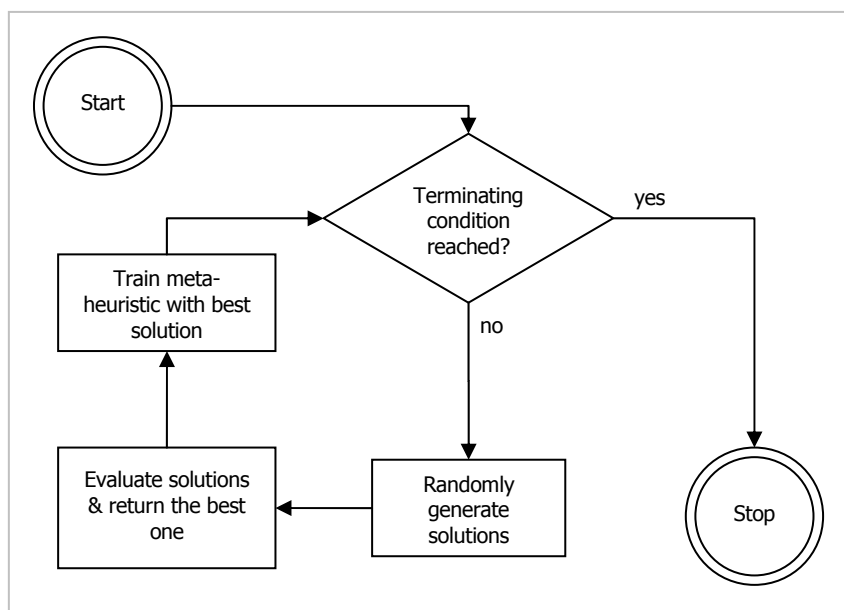 Start
Terminating
condition
reached?
yes
no
Train meta-
heuristic with best
solution
Evaluate solutions
& return the best
one
Randomly
generate
solutions
Stop